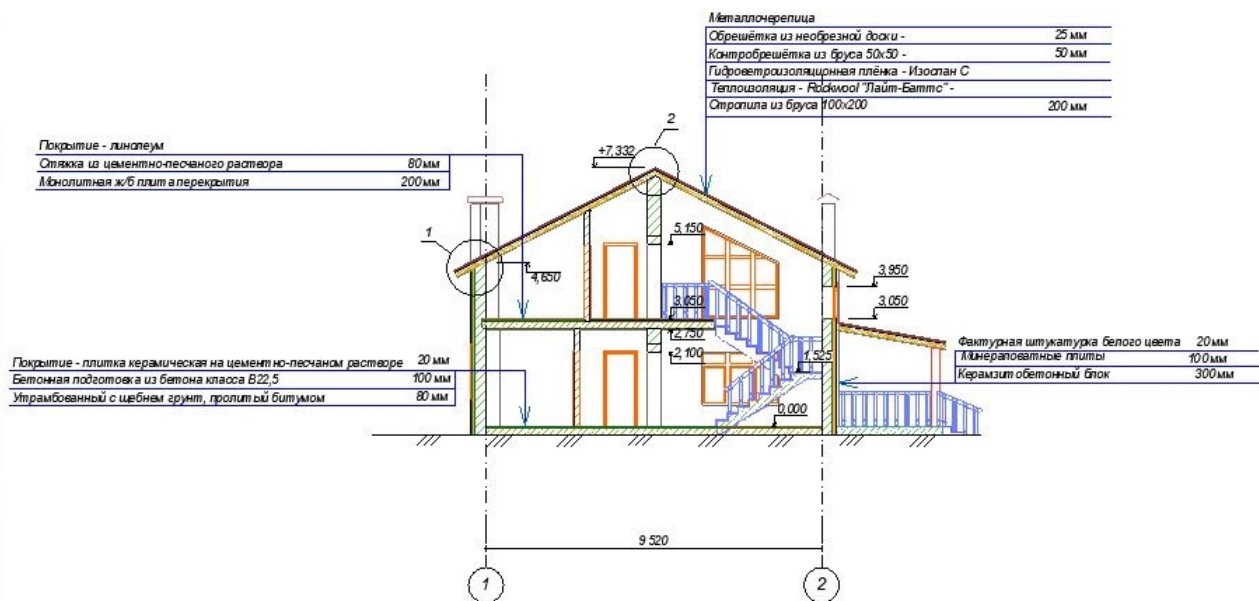 Металлочерепица
Обрешётка из необрезной доски - 25 мм
Контробрешётка из бруса 50х50 - 50 мм
Гидроветроизоляционная плёнка - Изоспан С
Теплоизоляция - Rockwool "Лайт-Баттс" -
Стропила из бруса 100х200 200 мм
2
+7,332
Покрытие - линолеум
Стяжка из цементно-песчаного раствора 80мм
Монолитная ж/б плита перекрытия 200мм
1
5,150
4,650
3,950
3,050
3,050
2,750
2,100
1,525
0,000
Фактурная штукатурка белого цвета 20мм
Минераловатные плиты 100мм
Керамзитобетонный блок 300мм
Покрытие - плитка керамическая на цементно-песчаном растворе 20 мм
Бетонная подготовка из бетона класса В22,5 100 мм
Утрамбованный с щебнем грунт, пролитый битумом 80 мм
9 520
1
2